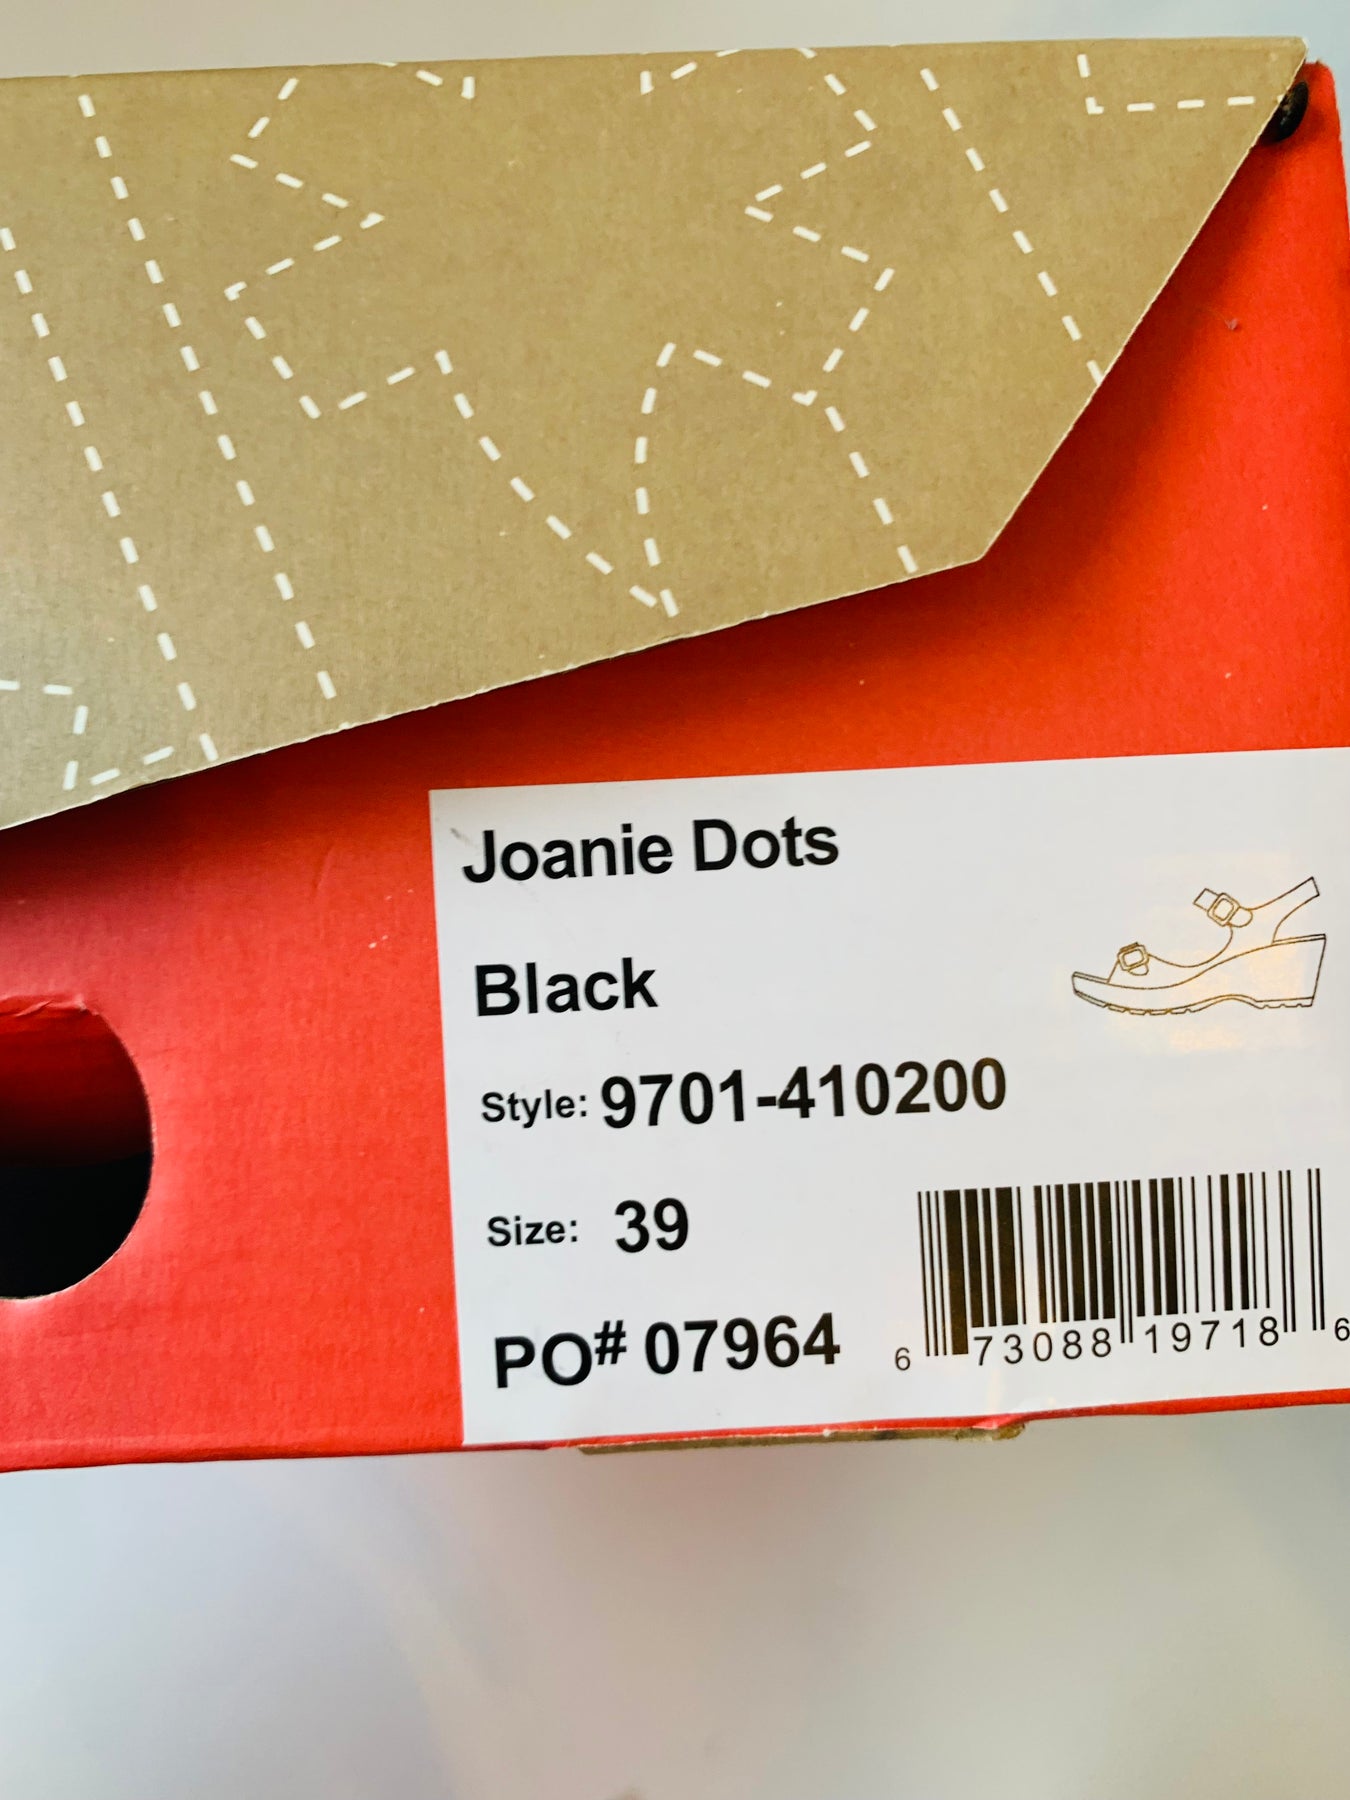 Joanie Dots
Black
Style: 9701-410200
Size: 39
PO# 07964
6 73088 19718 6